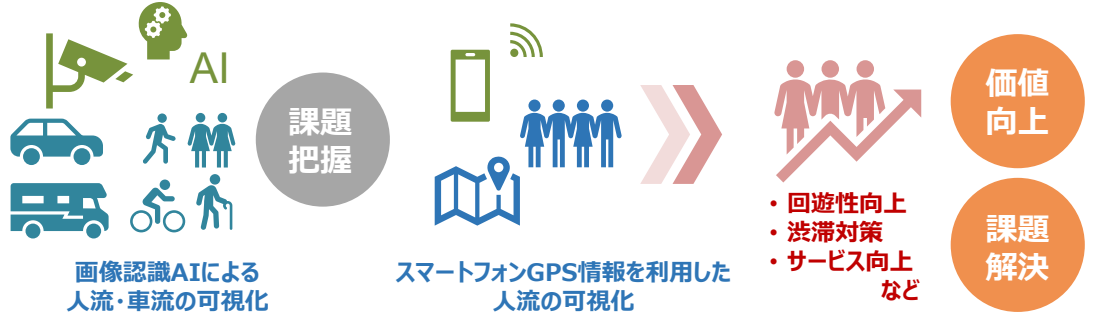 AI
課題
把握
画像認識AIによる
人流・車流の可視化
スマートフォンGPS情報を利用した
人流の可視化
・回遊性向上
・渋滞対策
・サービス向上
など
価値
向上
課題
解決